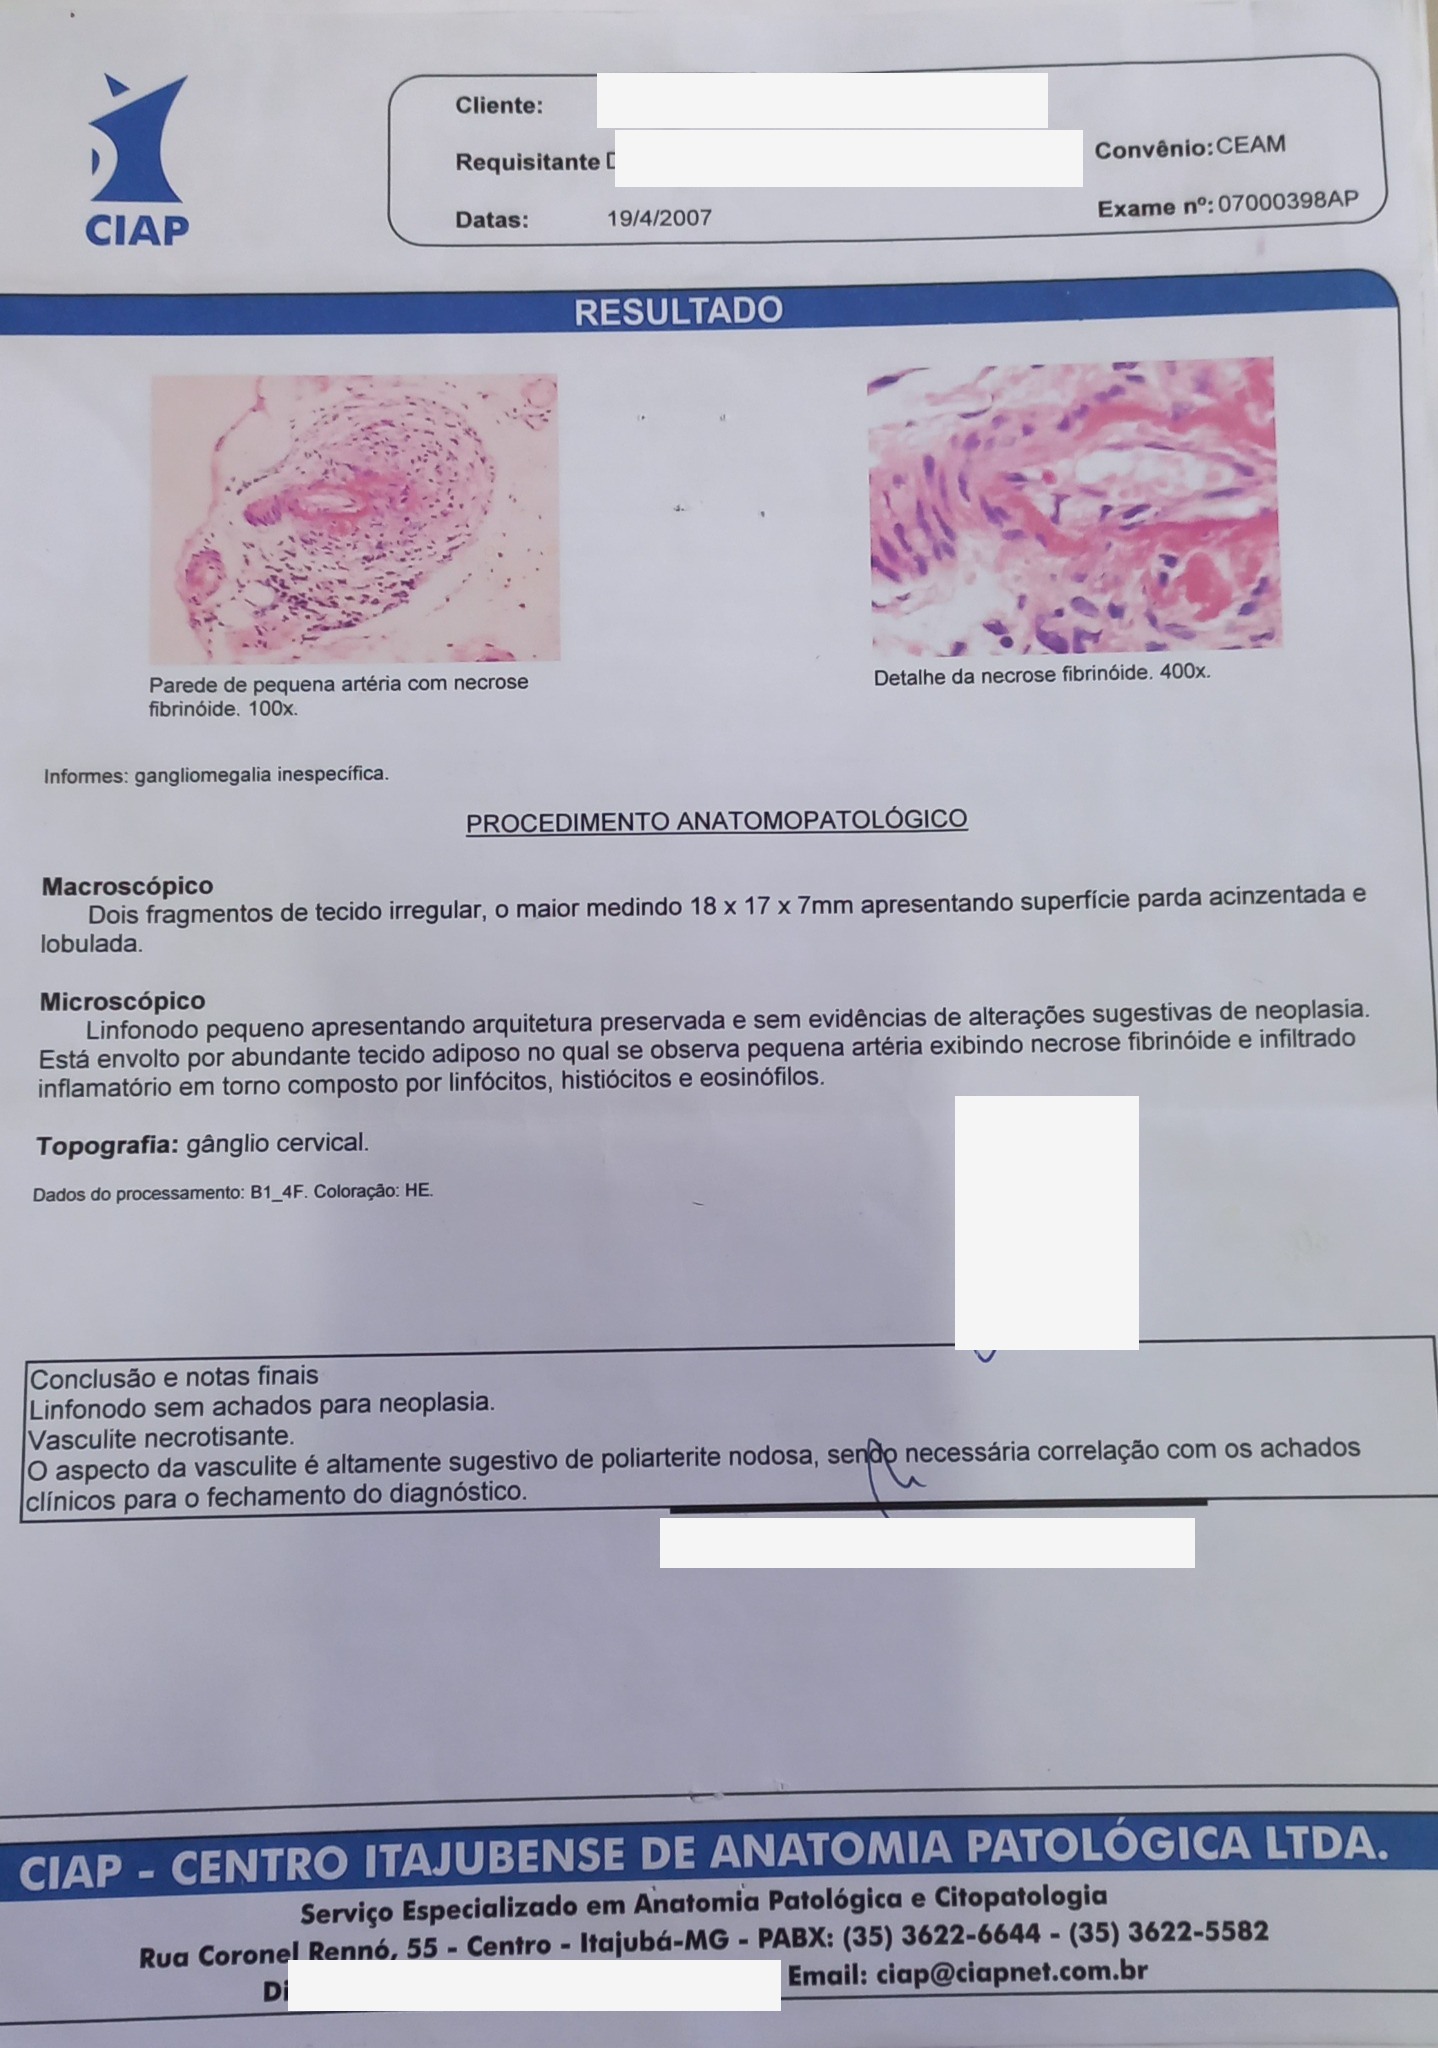 CIAP
Cliente:
Requisitante
Convênio: CEAM
Datas: 19/4/2007
Exame nº: 07000398AP
RESULTADO
Parede de pequena artéria com necrose
fibrinóide. 100x.
Detalhe da necrose fibrinóide. 400x.
Informes: gangliomegalia inespecífica.
PROCEDIMENTO ANATOMOPATOLÓGICO
Macroscópico
Dois fragmentos de tecido irregular, o maior medindo 18 x 17 x 7mm apresentando superfície parda acinzentada e
lobulada.
Microscópico
Linfonodo pequeno apresentando arquitetura preservada e sem evidências de alterações sugestivas de neoplasia.
Está envolto por abundante tecido adiposo no qual se observa pequena artéria exibindo necrose fibrinóide e infiltrado
inflamatório em torno composto por linfócitos, histiócitos e eosinófilos.
Topografia: gânglio cervical.
Dados do processamento: B1_4F. Coloração: HE.
Conclusão e notas finais
Linfonodo sem achados para neoplasia.
Vasculite necrotisante.
O aspecto da vasculite é altamente sugestivo de poliarterite nodosa, sendo necessária correlação com os achados
clínicos para o fechamento do diagnóstico.
CIAP - CENTRO ITAJUBENSE DE ANATOMIA PATOLÓGICA LTDA.
Serviço Especializado em Anatomia Patológica e Citopatologia
Rua Coronel Rennó, 55 - Centro - Itajubá-MG - PABX: (35) 3622-6644 - (35) 3622-5582
Email: ciap@ciapnet.com.br